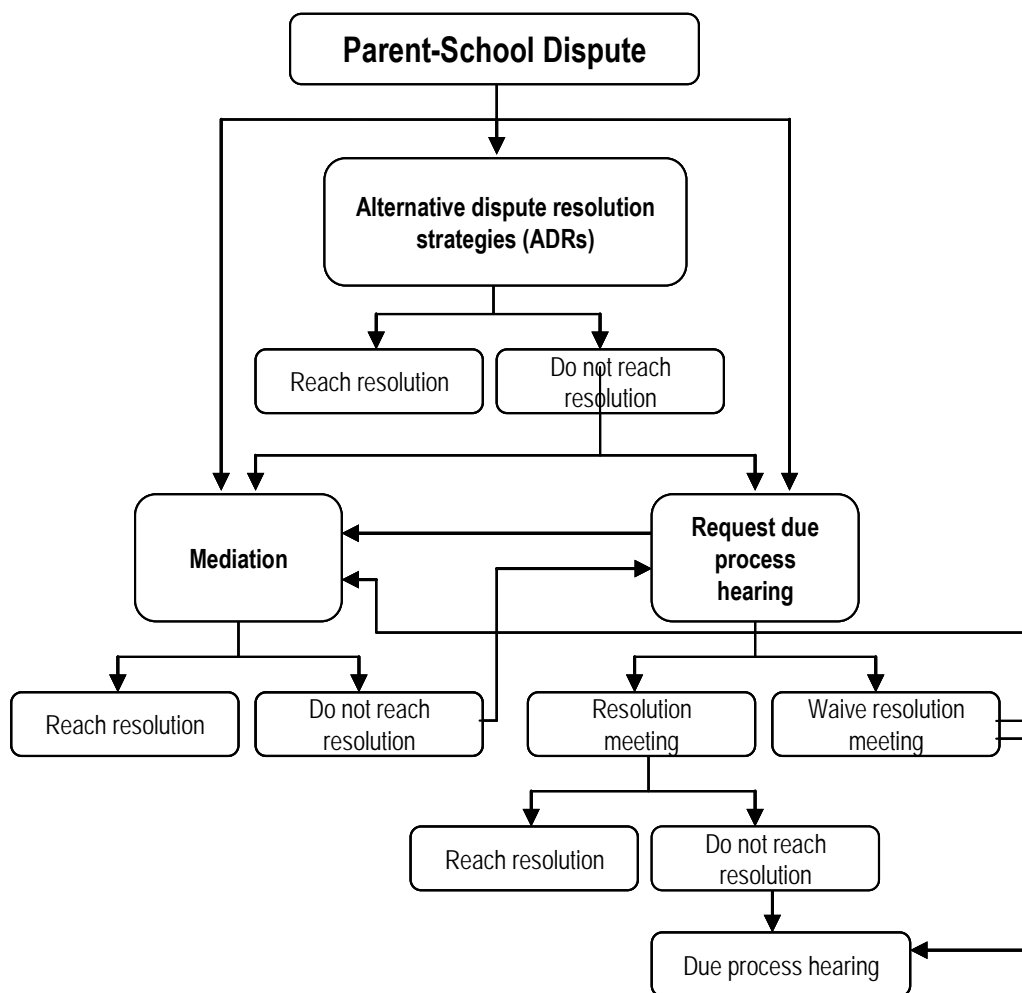 Parent-School Dispute
Alternative dispute resolution
strategies (ADRs)
Reach resolution
Do not reach
resolution
Mediation
Request due
process
hearing
Reach resolution
Do not reach
resolution
Resolution
meeting
Waive resolution
meeting
Reach resolution
Do not reach
resolution
Due process hearing